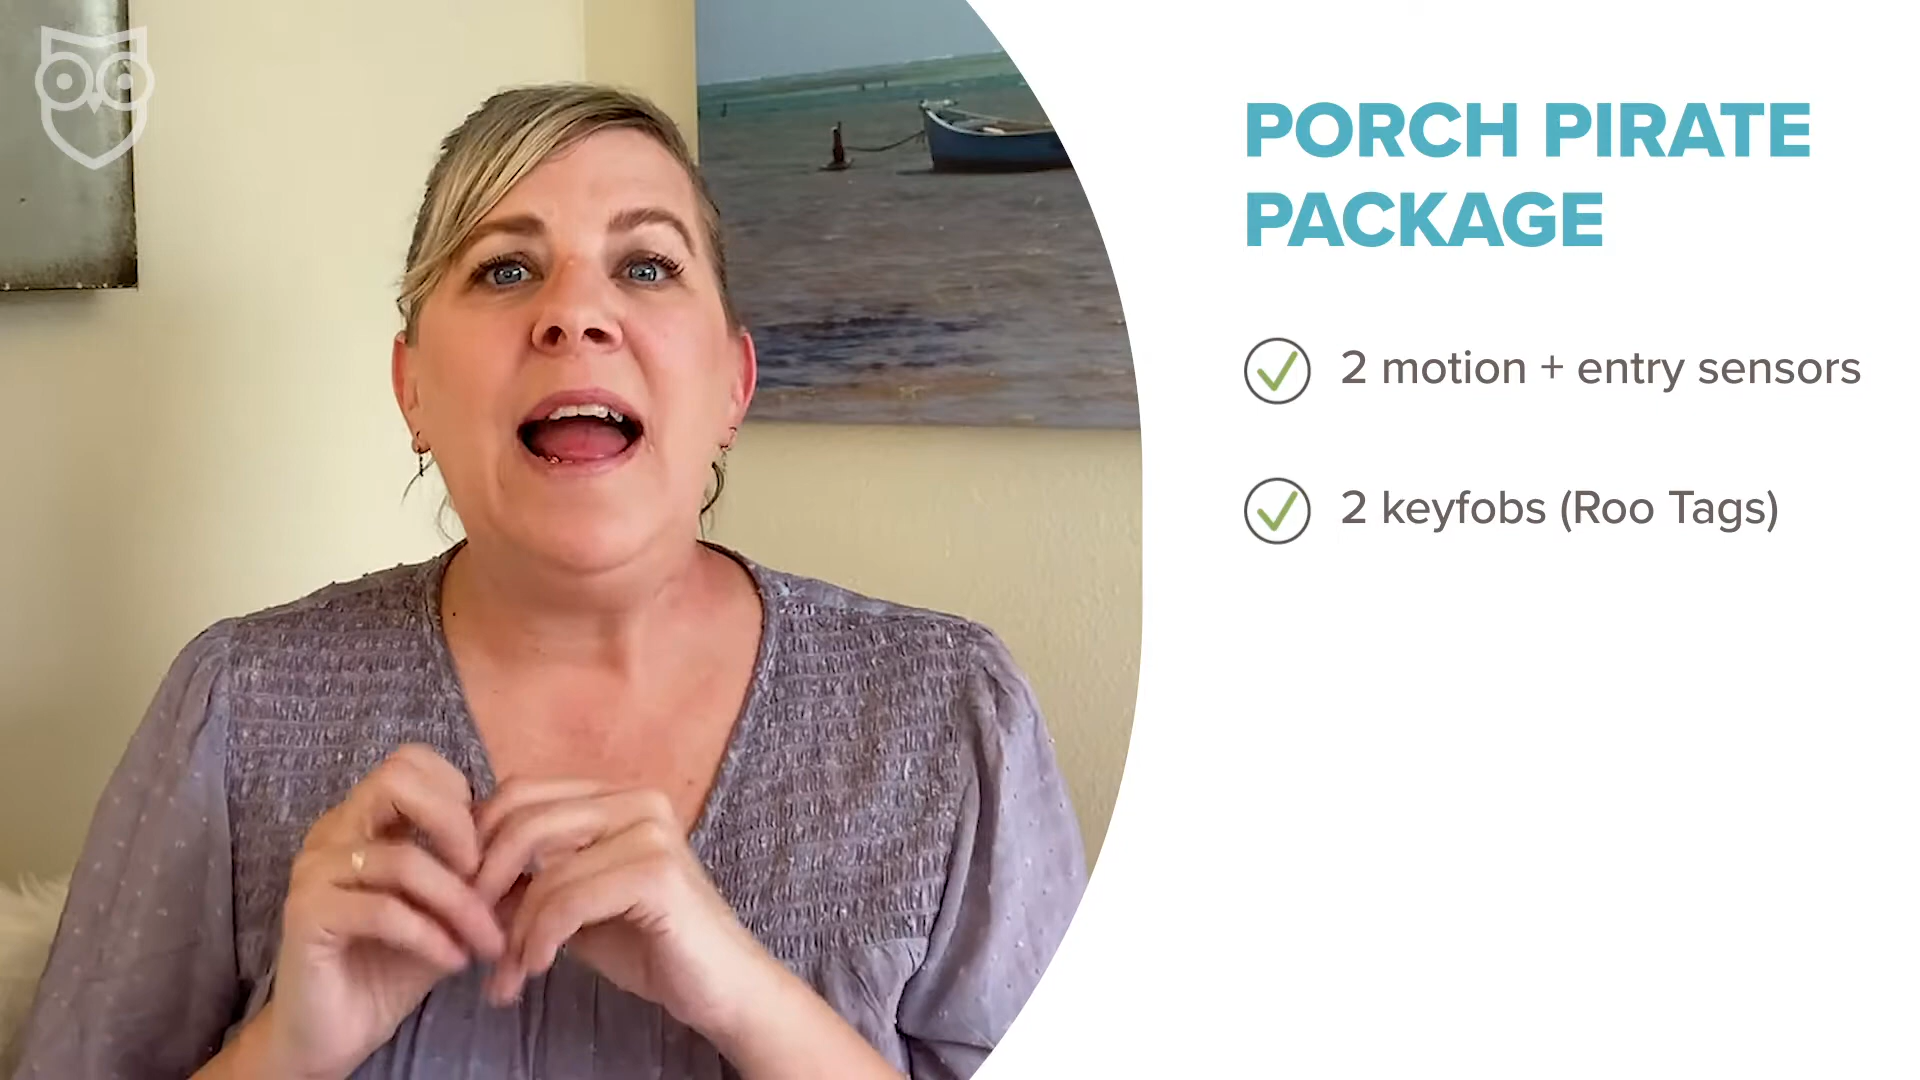 PORCH PIRATE
PACKAGE
2 motion + entry sensors
2 keyfobs (Roo Tags)